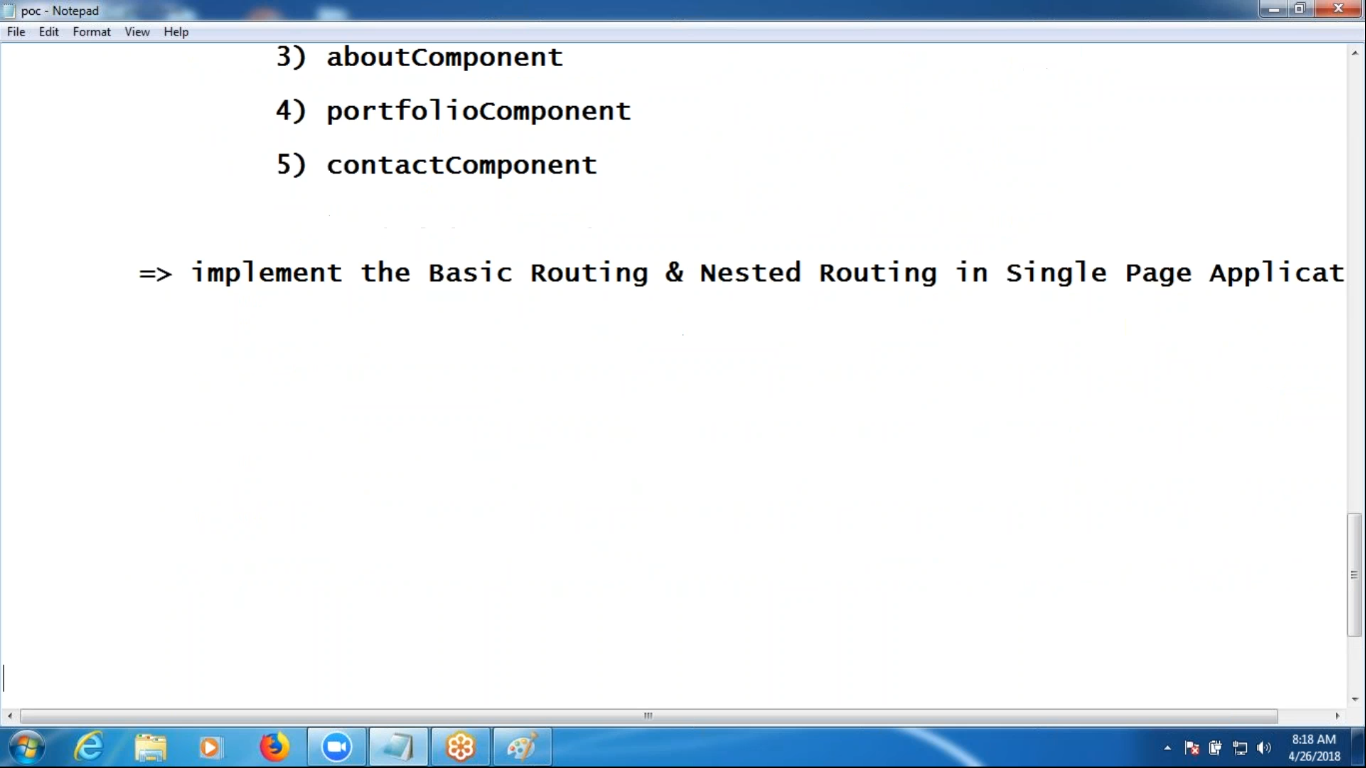 poc - Notepad
File Edit Format View Help
3) aboutComponent
4) portfolioComponent
5) contactComponent
=> implement the Basic Routing & Nested Routing in Single Page Applicat
8:18 AM
4/26/2018